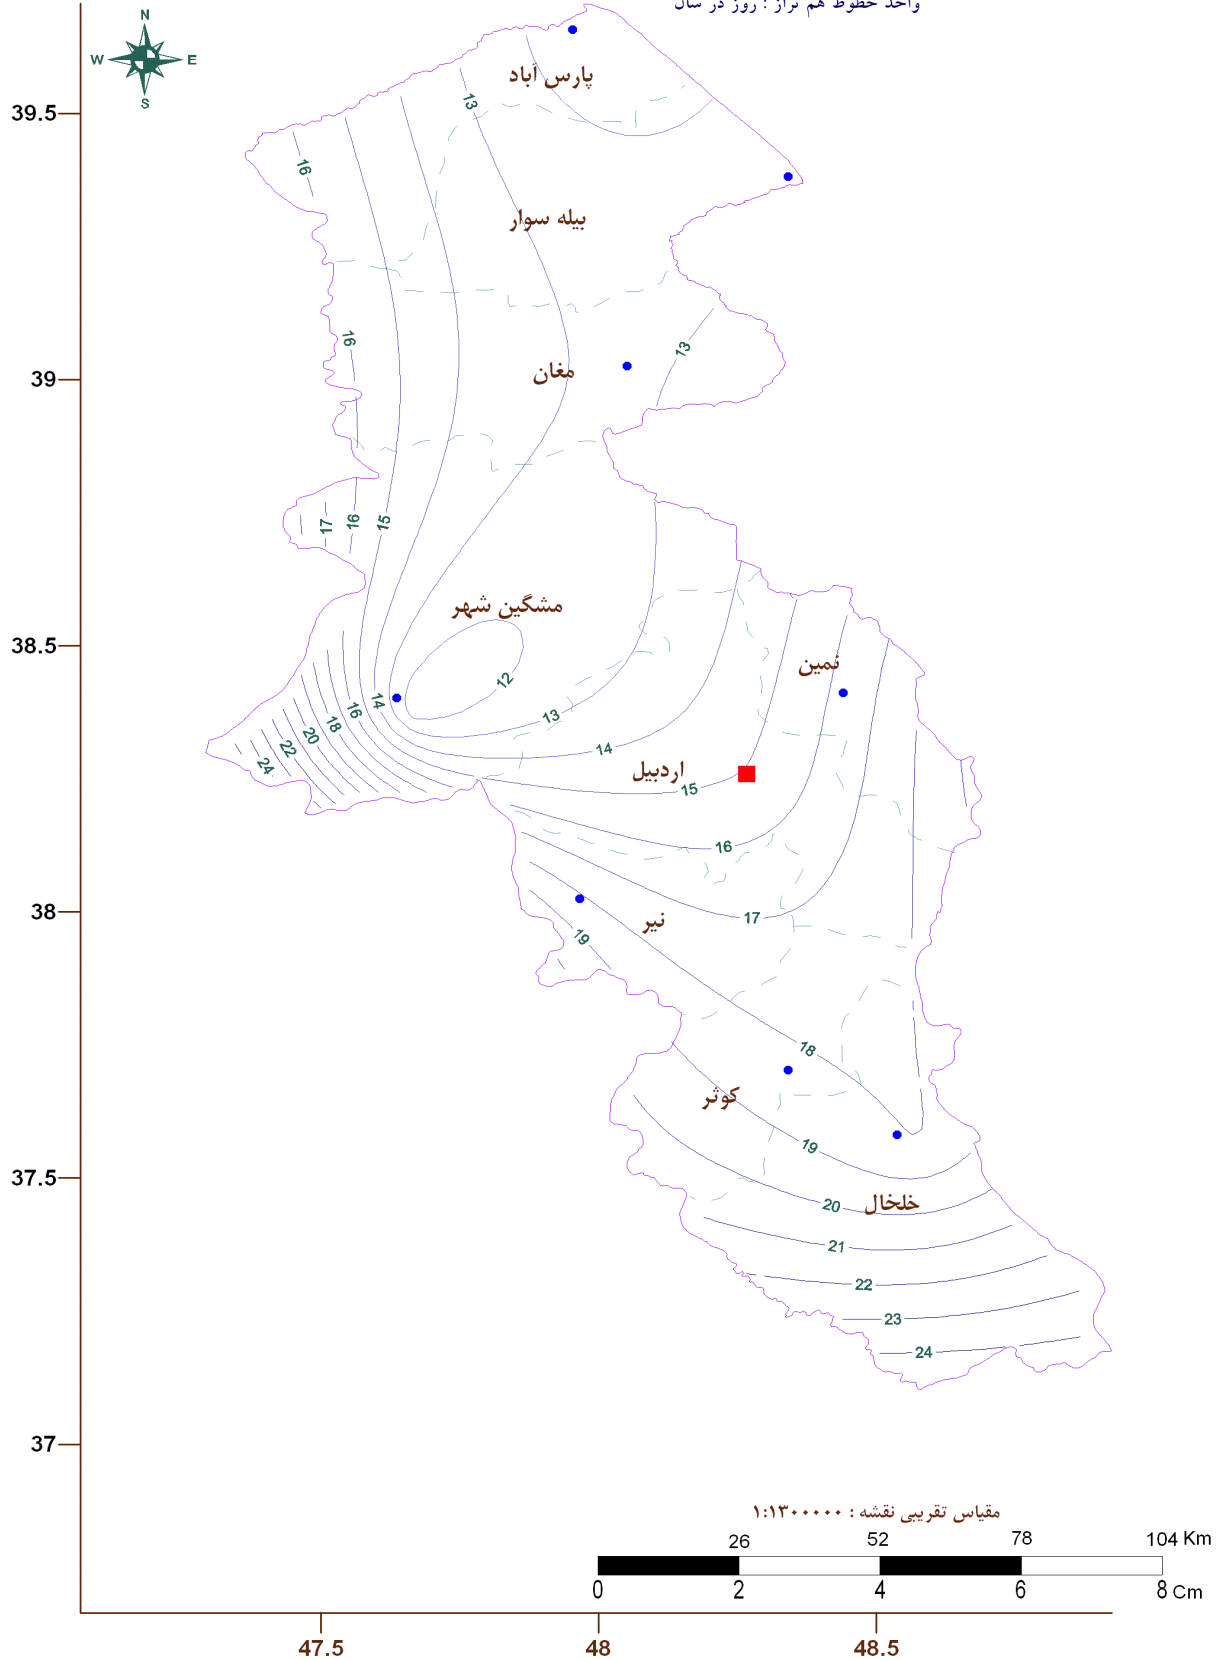 واحد خطوط هم تراز : روز در سال
N
W E
S
پارس آباد
39.5
13
16
بیله سوار
16
13
39
مغان
17
16
15
مشگین شهر
38.5
نمین
12
14
16
13
18
20
22
24
14
اردبیل
15
16
17
38
نیر
19
18
کوثر
19
37.5
خلخال
20
21
22
23
24
37
مقیاس تقریبی نقشه : ۱:۱۳۰۰۰۰۰
26 52 78 104 Km
0 2 4 6 8 Cm
47.5 48 48.5